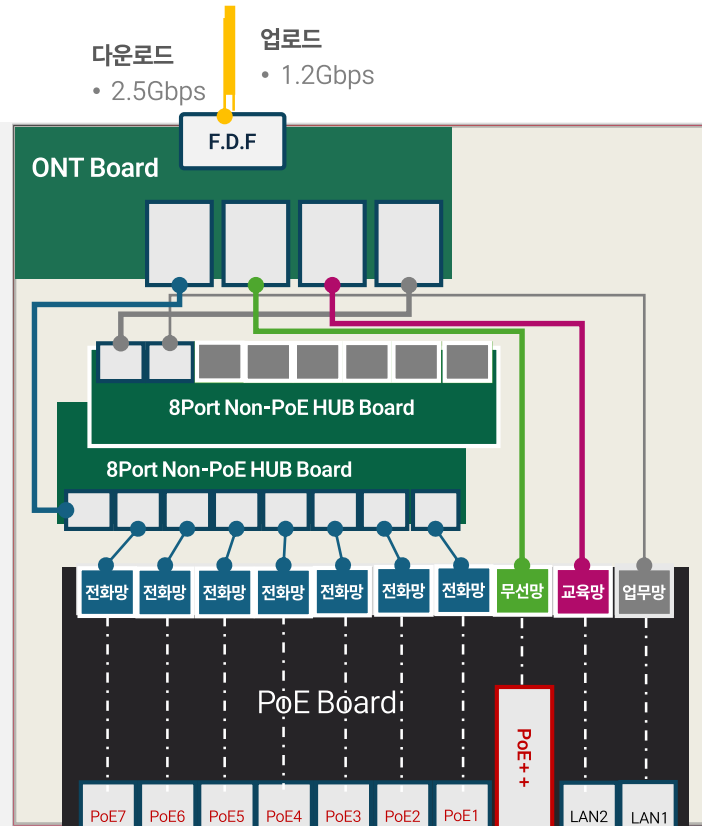 다운로드
• 2.5Gbps
업로드
• 1.2Gbps
F.D.F
ONT Board
8Port Non-PoE HUB Board
8Port Non-PoE HUB Board
전화망 전화망 전화망 전화망 전화망 전화망 전화망 무선망 교육망 업무망
PoE Board
PoE++
PoE7 PoE6 PoE5 PoE4 PoE3 PoE2 PoE1 LAN2 LAN1